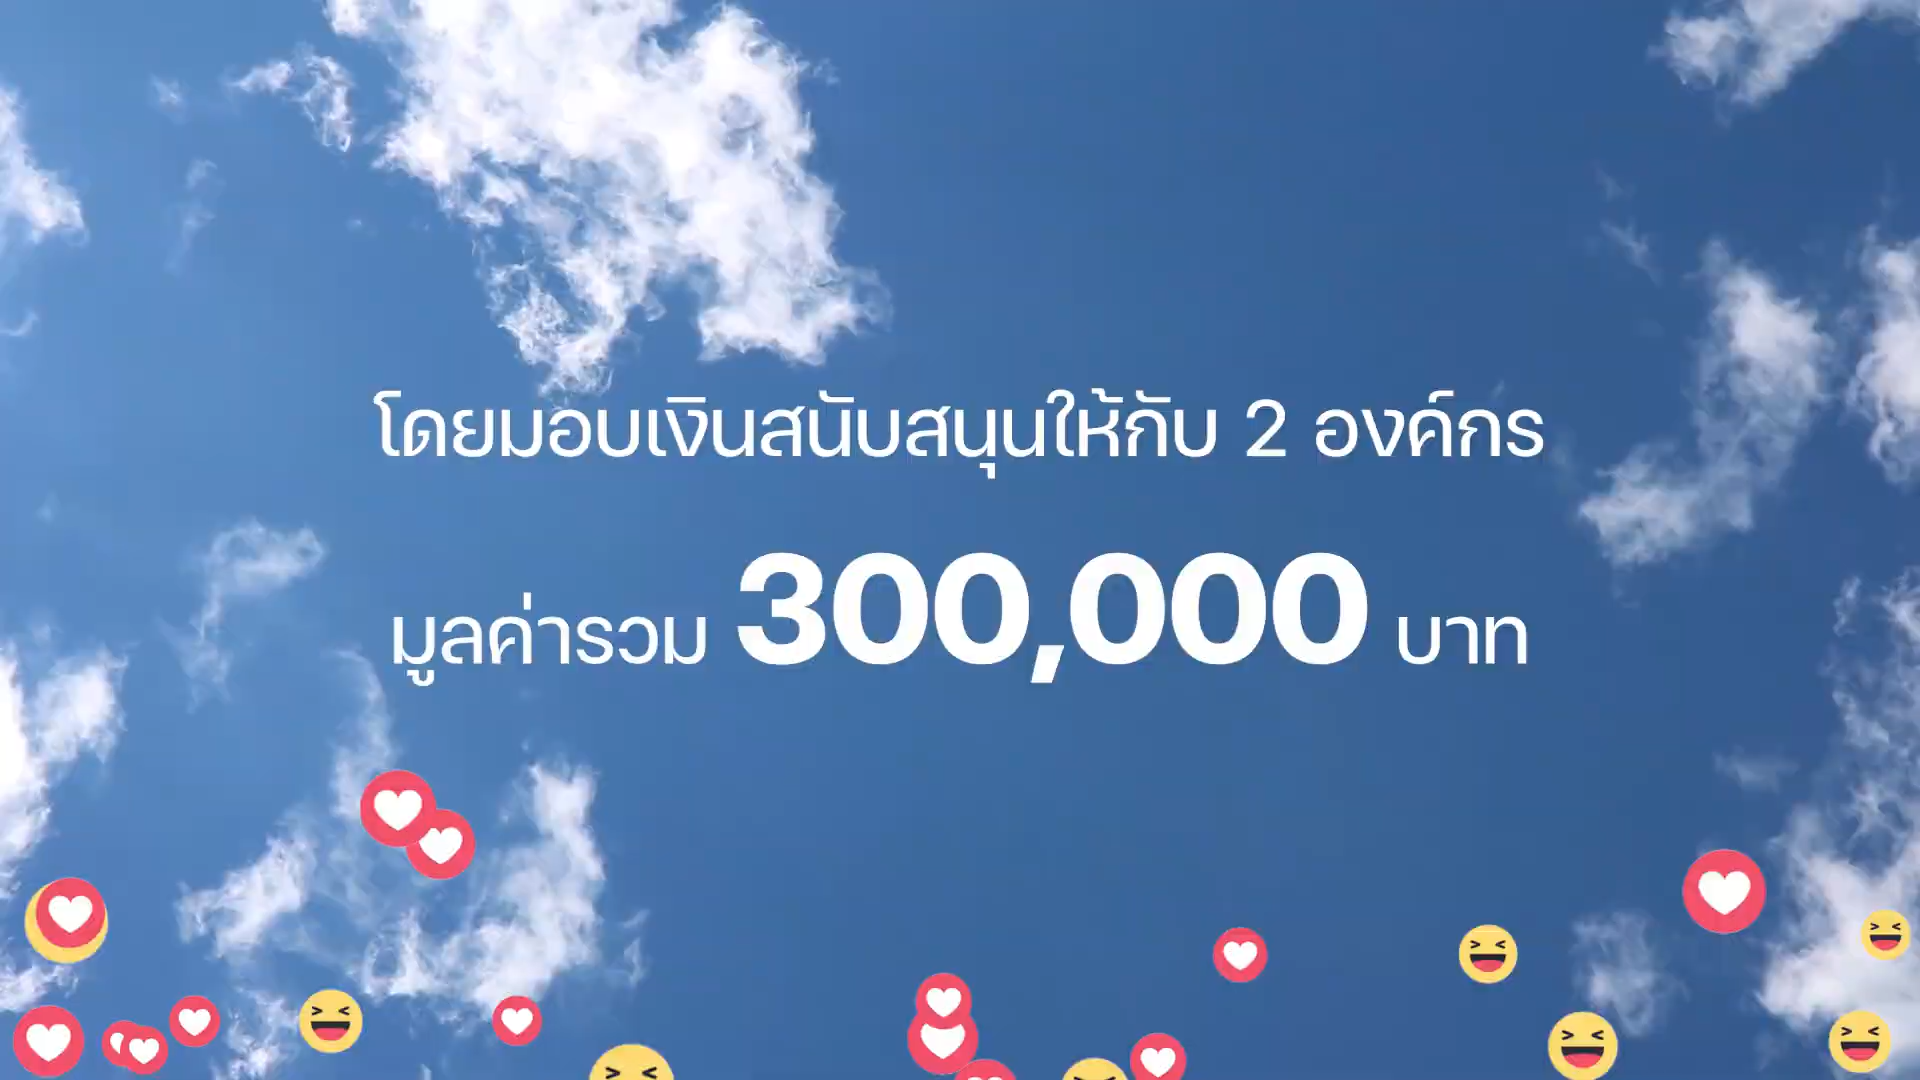 โดยมอบเงินสนับสนุนให้กับ 2 องค์กร
มูลค่ารวม 300,000 บาท